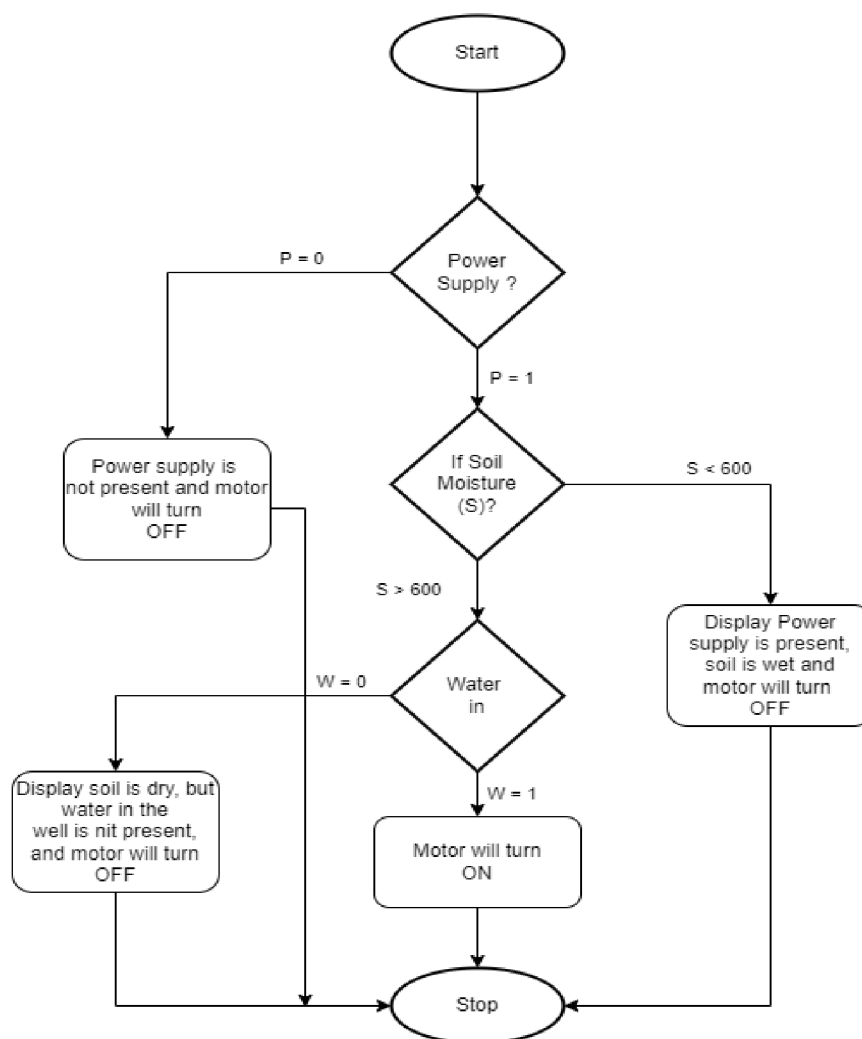 Start
Power
Supply ?
P = 0
P = 1
Power supply is
not present and motor
will turn
OFF
If Soil
Moisture
(S)?
S < 600
S > 600
Display Power
supply is present,
soil is wet and
motor will turn
OFF
Water
in
W = 0
W = 1
Display soil is dry, but
water in the
well is nit present,
and motor will turn
OFF
Motor will turn
ON
Stop